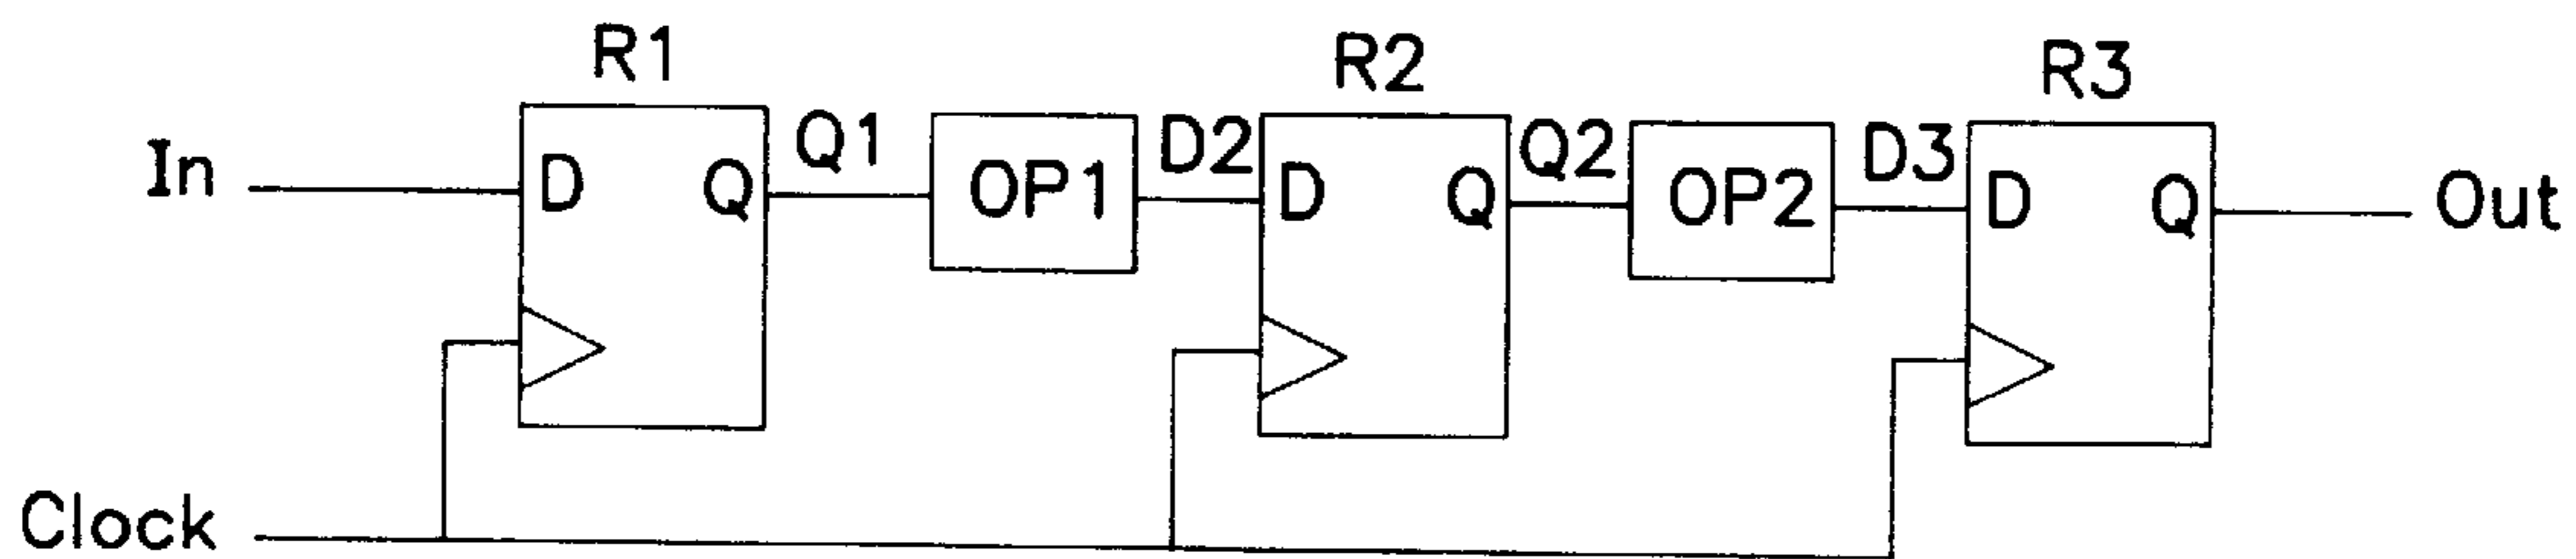 R1 R2 R3
In D Q Q1 OP1 D2 D Q Q2 OP2 D3 D Q Out
Clock